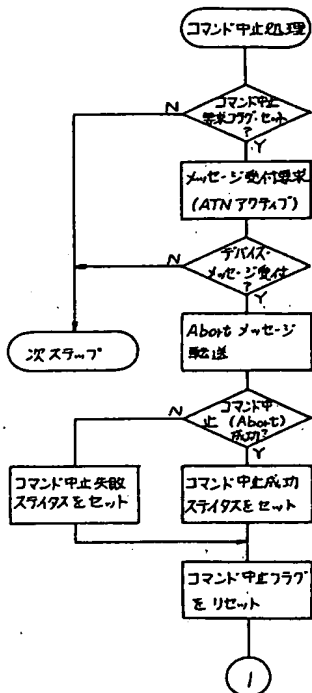 コマンド中止処理
コマンド中止
要求フラグ・セット
?
N
Y
メッセージ受付要求
(ATNアクティブ)
デバイス・
メッセージ受付
?
N
Y
次ステップ
Abortメッセージ
転送
コマンド中
止(Abort)
成功?
N
Y
コマンド中止失敗
ステイタスをセット
コマンド中止成功
ステイタスをセット
コマンド中止フラグ
をリセット
1